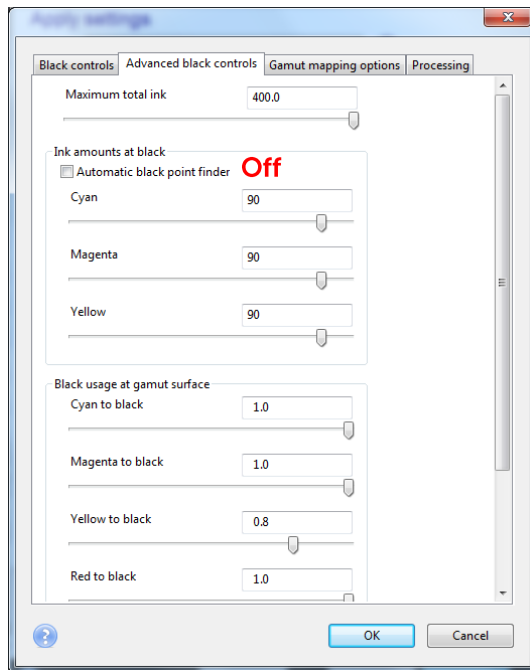 Apply settings
Black controls Advanced black controls Gamut mapping options Processing
Maximum total ink 400.0
Ink amounts at black
Automatic black point finder Off
Cyan 90
Magenta 90
Yellow 90
Black usage at gamut surface
Cyan to black 1.0
Magenta to black 1.0
Yellow to black 0.8
Red to black 1.0
? OK Cancel